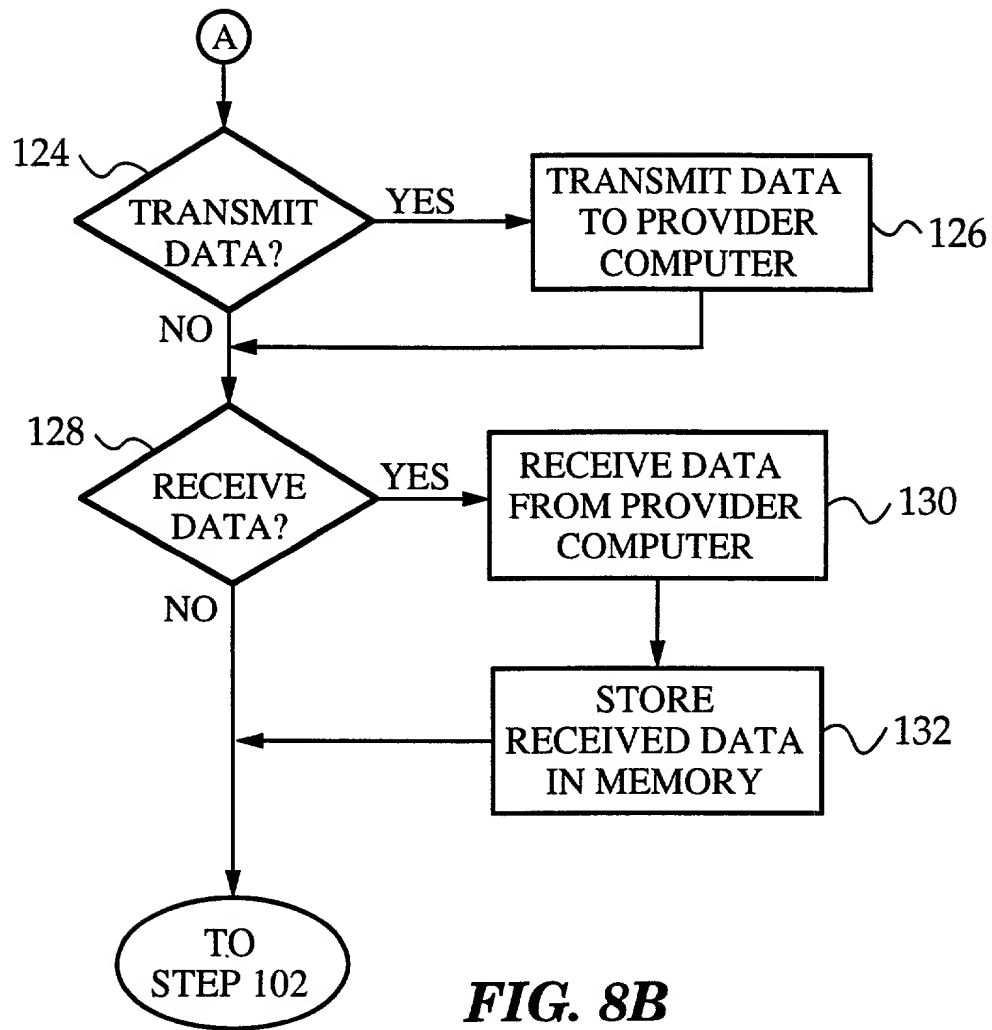 A
124
TRANSMIT
DATA?
YES
TRANSMIT DATA
TO PROVIDER
COMPUTER
126
NO
128
RECEIVE
DATA?
YES
RECEIVE DATA
FROM PROVIDER
COMPUTER
130
NO
STORE
RECEIVED DATA
IN MEMORY
132
TO
STEP 102
FIG. 8B